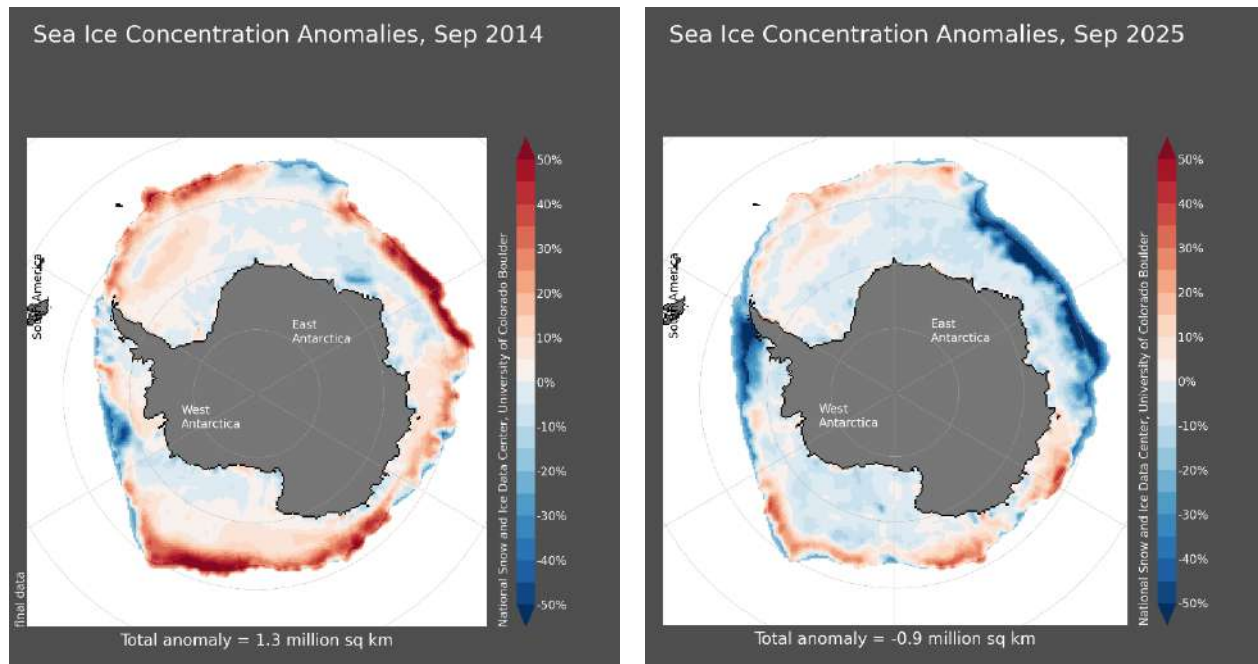 Sea Ice Concentration Anomalies, Sep 2014
50%
40%
30%
20%
10%
0%
-10%
-20%
-30%
-40%
-50%
South America
East
Antarctica
West
Antarctica
National Snow and Ice Data Center, University of Colorado Boulder
final data
Total anomaly = 1.3 million sq km
Sea Ice Concentration Anomalies, Sep 2025
50%
40%
30%
20%
10%
0%
-10%
-20%
-30%
-40%
-50%
South America
East
Antarctica
West
Antarctica
National Snow and Ice Data Center, University of Colorado Boulder
Total anomaly = -0.9 million sq km